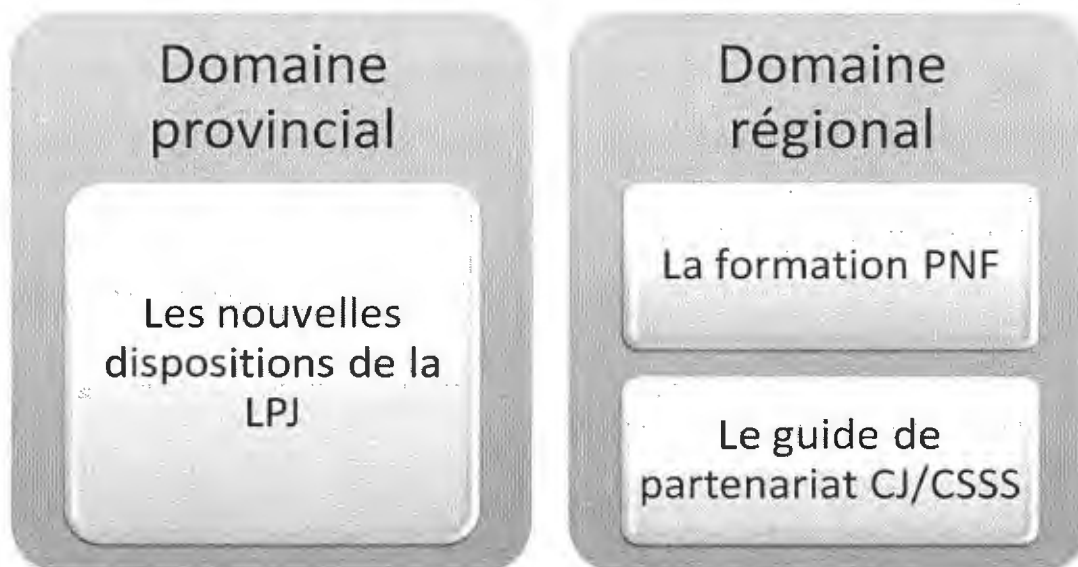 Domaine
provincial
Les nouvelles
dispositions de la
LPJ
Domaine
régional
La formation PNF
Le guide de
partenariat CJ/CSSS